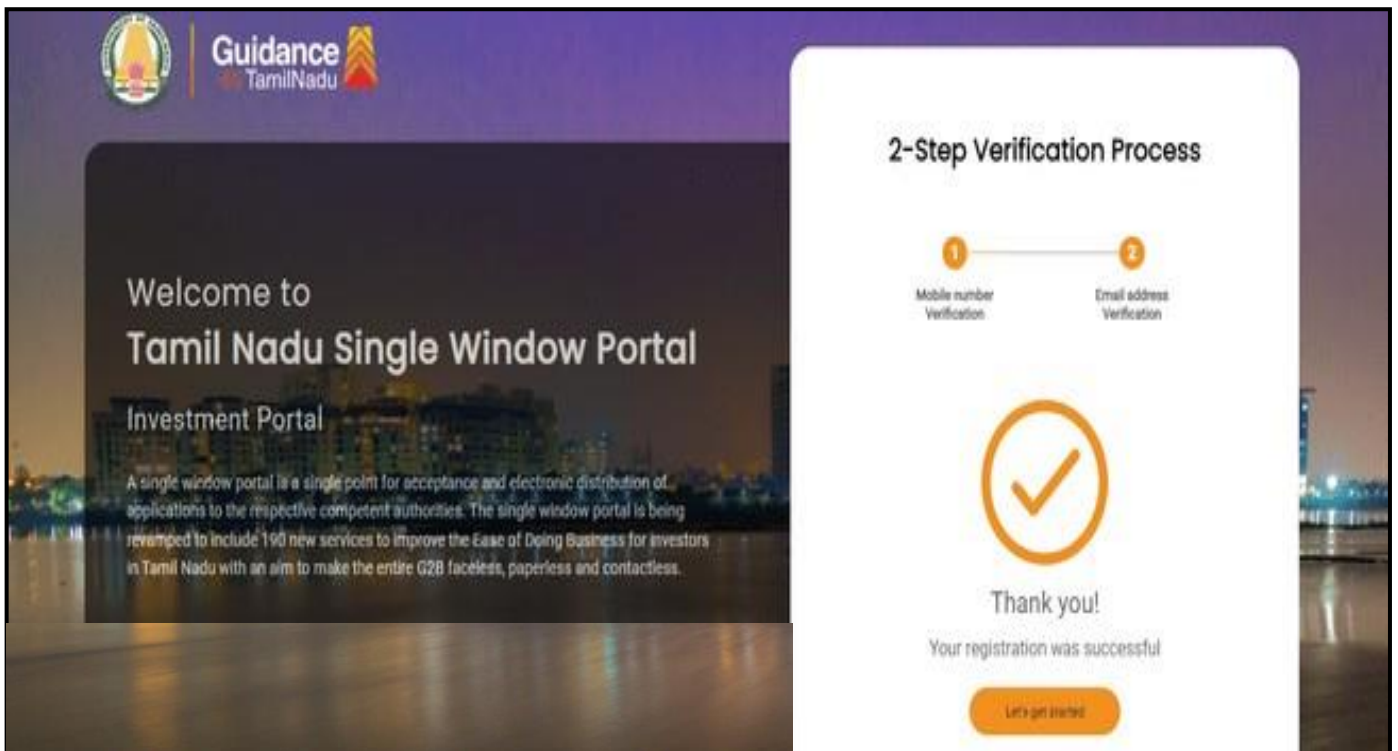 Guidance
TamilNadu
Welcome to
Tamil Nadu Single Window Portal
Investment Portal
A single window portal is a single point for acceptance and electronic distribution of
applications to the respective competent authorities. The single window portal is being
revamped to include 190 new services to improve the Ease of Doing Business for investors
in Tamil Nadu with an aim to make the entire G2B faceless, paperless and contactless.
2-Step Verification Process
1
2
Mobile number
Verification
Email address
Verification
Thank you!
Your registration was successful
Let's get started